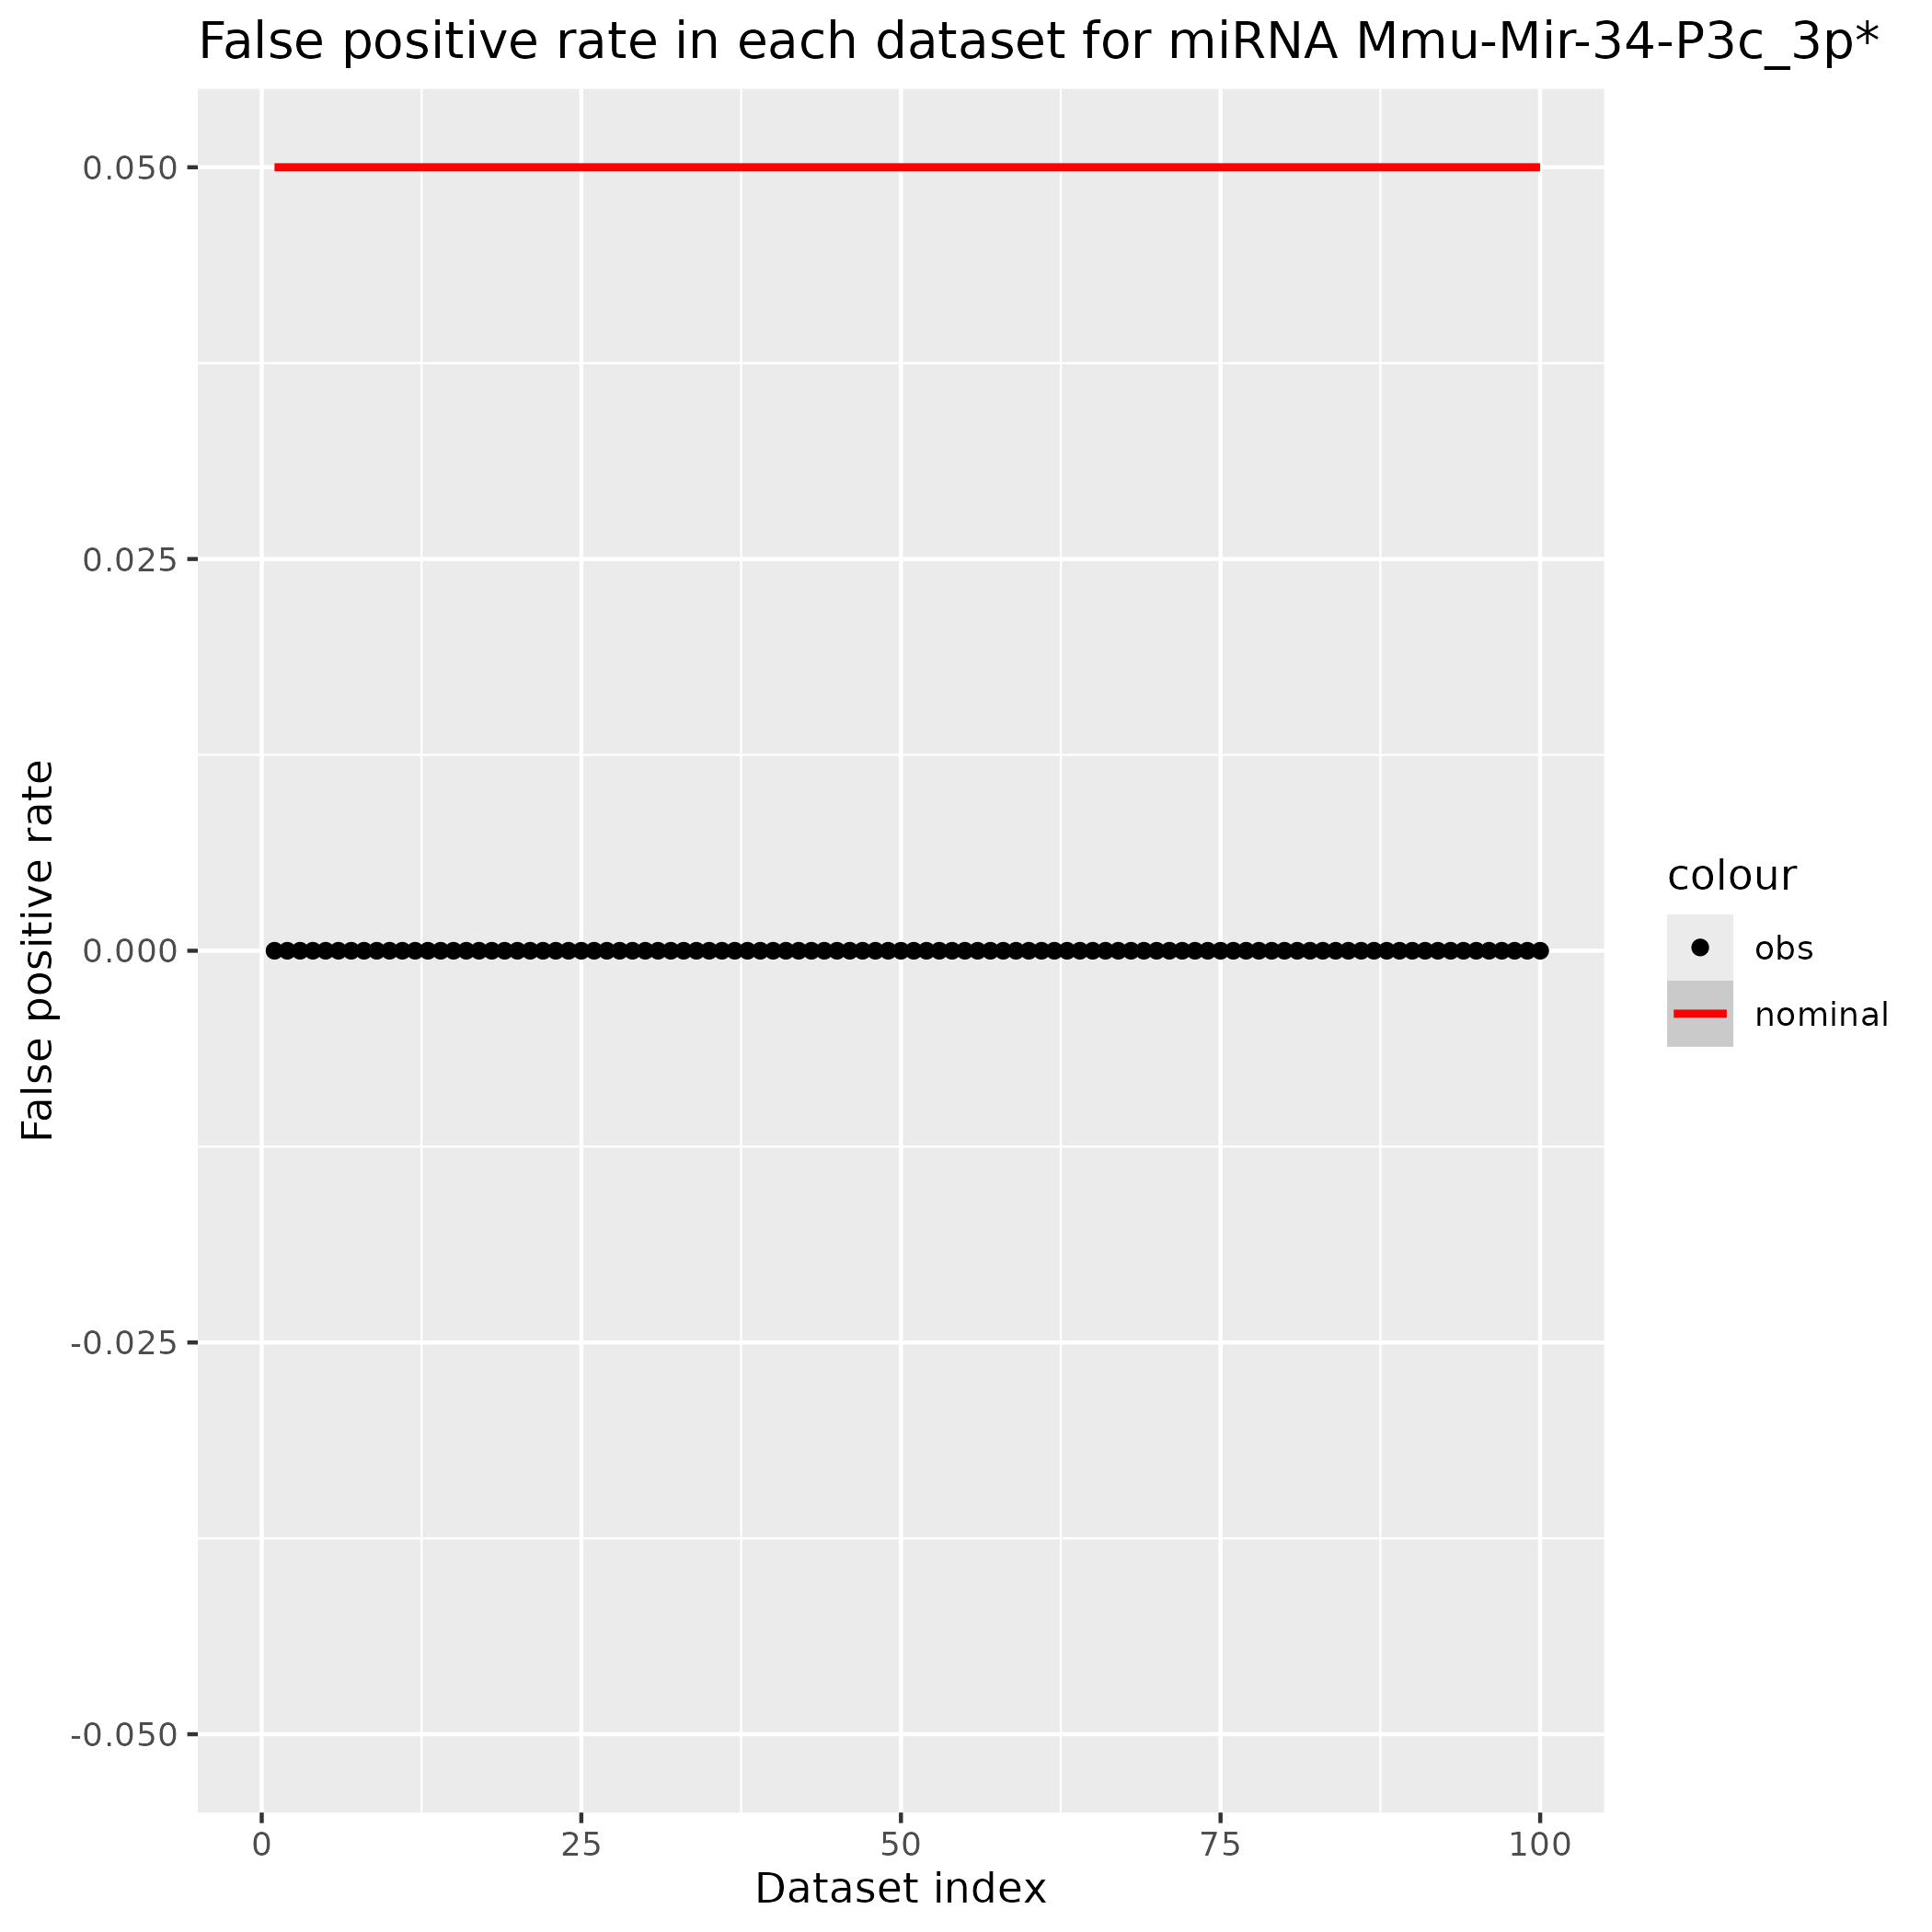 False positive rate in each dataset for miRNA Mmu-Mir-34-P3c_3p*
False positive rate
0.050
0.025
0.000
-0.025
-0.050
0
25
50
75
100
Dataset index
colour
obs
nominal